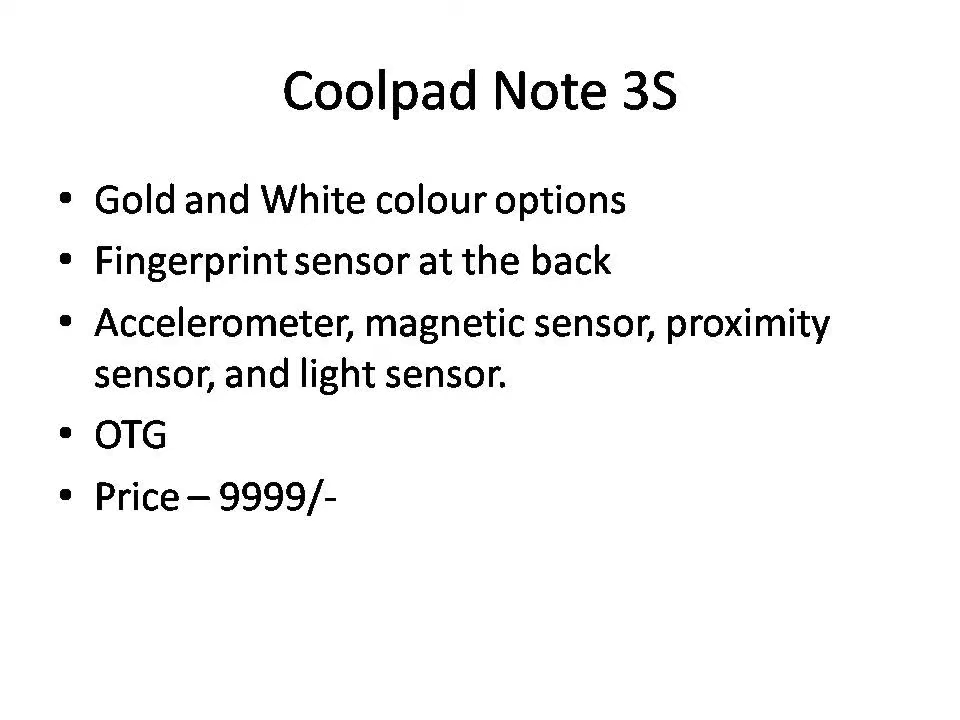 Coolpad Note 3S
• Gold and White colour options
• Fingerprint sensor at the back
• Accelerometer, magnetic sensor, proximity
sensor, and light sensor.
• OTG
• Price – 9999/-